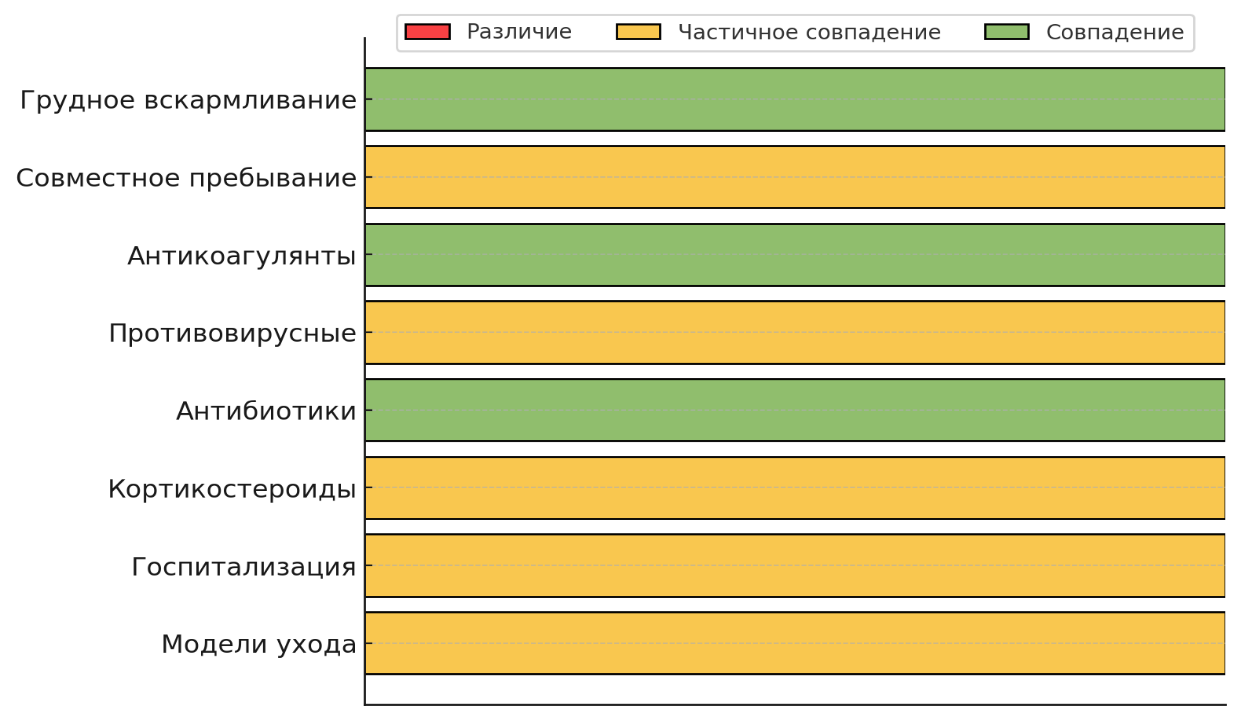 Различие
Частичное совпадение
Совпадение
Грудное вскармливание
Совместное пребывание
Антикоагулянты
Противовирусные
Антибиотики
Кортикостероиды
Госпитализация
Модели ухода